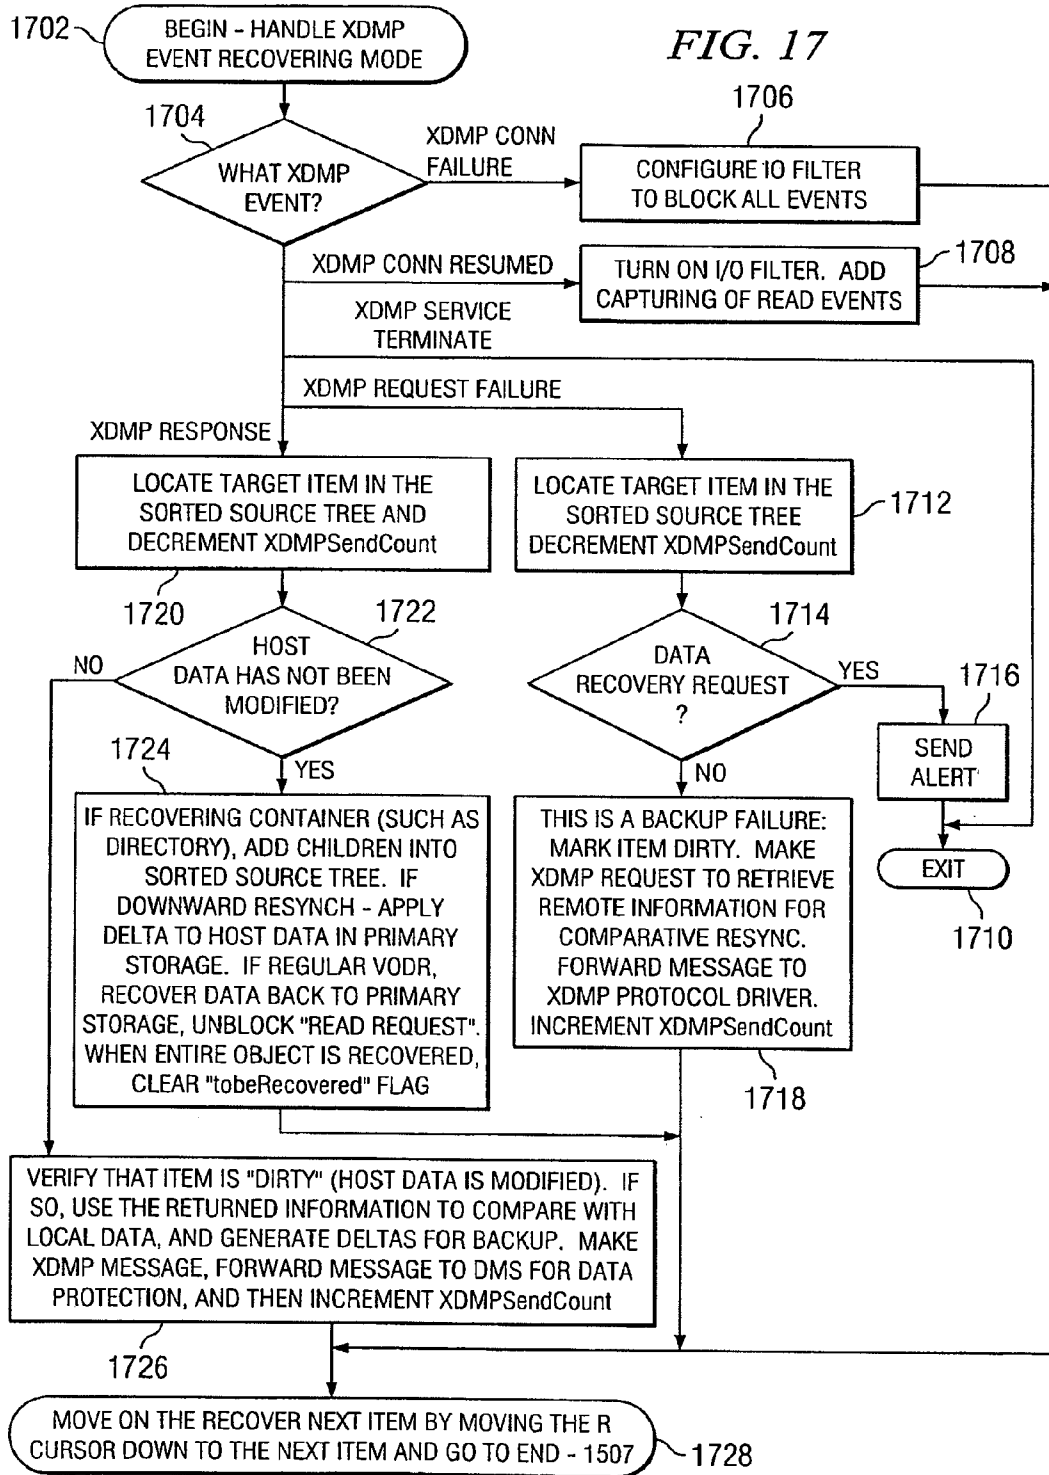 1702
BEGIN - HANDLE XDMP
EVENT RECOVERING MODE
FIG. 17
1704
WHAT XDMP
EVENT?
XDMP CONN
FAILURE
1706
CONFIGURE IO FILTER
TO BLOCK ALL EVENTS
XDMP CONN RESUMED
1708
TURN ON I/O FILTER. ADD
CAPTURING OF READ EVENTS
XDMP SERVICE
TERMINATE
XDMP REQUEST FAILURE
XDMP RESPONSE
LOCATE TARGET ITEM IN THE
SORTED SOURCE TREE AND
DECREMENT XDMPSendCount
1720
LOCATE TARGET ITEM IN THE
SORTED SOURCE TREE
DECREMENT XDMPSendCount
1712
1722
HOST
DATA HAS NOT BEEN
MODIFIED?
NO
YES
1714
DATA
RECOVERY REQUEST
?
YES
NO
1716
SEND
ALERT
EXIT
1710
1724
IF RECOVERING CONTAINER (SUCH AS
DIRECTORY), ADD CHILDREN INTO
SORTED SOURCE TREE. IF
DOWNWARD RESYNCH - APPLY
DELTA TO HOST DATA IN PRIMARY
STORAGE. IF REGULAR VODR,
RECOVER DATA BACK TO PRIMARY
STORAGE, UNBLOCK "READ REQUEST".
WHEN ENTIRE OBJECT IS RECOVERED,
CLEAR "tobeRecovered" FLAG
THIS IS A BACKUP FAILURE:
MARK ITEM DIRTY. MAKE
XDMP REQUEST TO RETRIEVE
REMOTE INFORMATION FOR
COMPARATIVE RESYNC.
FORWARD MESSAGE TO
XDMP PROTOCOL DRIVER.
INCREMENT XDMPSendCount
1718
VERIFY THAT ITEM IS "DIRTY" (HOST DATA IS MODIFIED). IF
SO, USE THE RETURNED INFORMATION TO COMPARE WITH
LOCAL DATA, AND GENERATE DELTAS FOR BACKUP. MAKE
XDMP MESSAGE, FORWARD MESSAGE TO DMS FOR DATA
PROTECTION, AND THEN INCREMENT XDMPSendCount
1726
MOVE ON THE RECOVER NEXT ITEM BY MOVING THE R
CURSOR DOWN TO THE NEXT ITEM AND GO TO END - 1507
1728